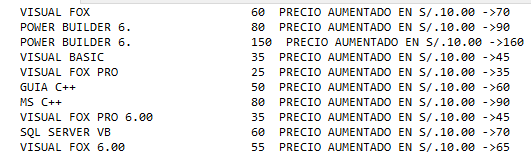 VISUAL FOX 60 PRECIO AUMENTADO EN S/.10.00 ->70
POWER BUILDER 6. 80 PRECIO AUMENTADO EN S/.10.00 ->90
POWER BUILDER 6. 150 PRECIO AUMENTADO EN S/.10.00 ->160
VISUAL BASIC 35 PRECIO AUMENTADO EN S/.10.00 ->45
VISUAL FOX PRO 25 PRECIO AUMENTADO EN S/.10.00 ->35
GUIA C++ 50 PRECIO AUMENTADO EN S/.10.00 ->60
MS C++ 80 PRECIO AUMENTADO EN S/.10.00 ->90
VISUAL FOX PRO 6.00 35 PRECIO AUMENTADO EN S/.10.00 ->45
SQL SERVER VB 60 PRECIO AUMENTADO EN S/.10.00 ->70
VISUAL FOX 6.00 55 PRECIO AUMENTADO EN S/.10.00 ->65